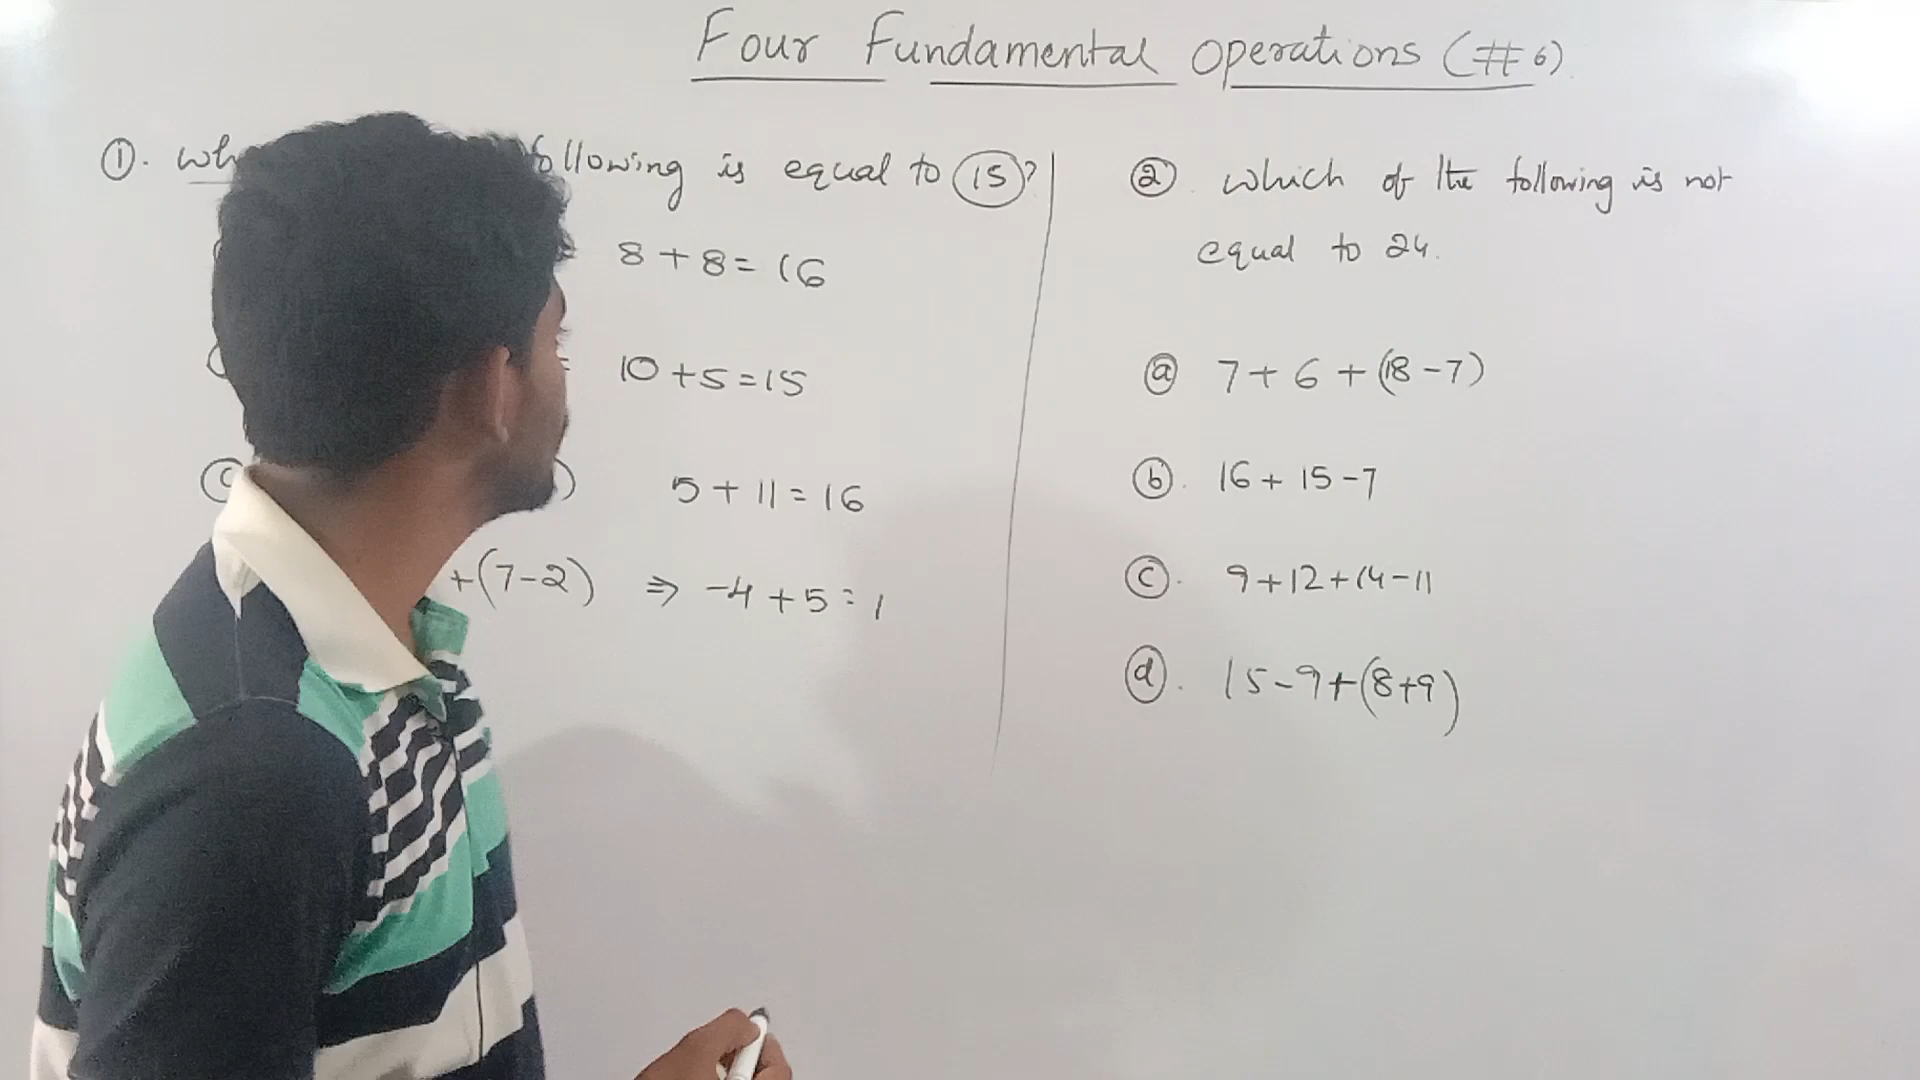 Four Fundamental Operations (#6)
①. following is equal to 15?
8 + 8 = 16
10 + 5 = 15
5 + 11 = 16
+ (7 - 2) ⇒ -4 + 5 = 1
② which of the following is not
equal to 24.
ⓐ 7 + 6 + (18 - 7)
ⓑ. 16 + 15 - 7
ⓒ. 9 + 12 + 14 - 11
ⓓ. 15 - 9 + (8 + 9)